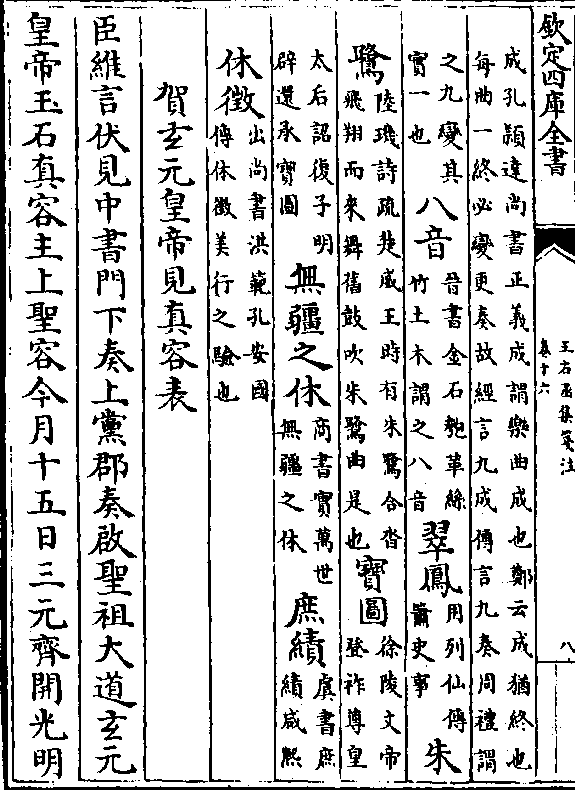 欽定四庫全書
王右丞集箋注
卷十六
八
成孔穎達尚書正義成謂樂曲成也鄭云成猶終也
每曲一終必變更奏故經言九成傳言九奏周禮謂
之九變其
實一也
八音
晉書金石匏革絲
竹土木謂之八音
翠鳳
用列仙傳
蕭史事
朱
鷺
陸璣詩疏楚威王時有朱鷺合沓
飛翔而來舞舊鼓吹朱鷺曲是也
寶圖
徐陵文帝
登祚尊皇
太后詔復子明
辟還承寶圖
無疆之休
商書實萬世
無疆之休
庶績
虞書庶
績咸熙
休徵
出尚書洪範孔安國
傳休徵美行之驗也
賀玄元皇帝見真容表
臣維言伏見中書門下奏上黨郡奏啟聖祖大道玄元
皇帝玉石真容主上聖容今月十五日三元齊開光明